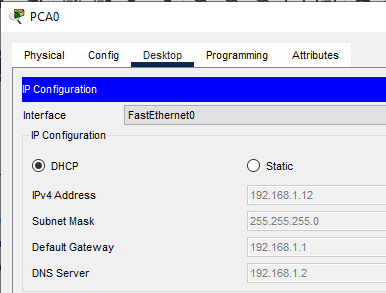 PCA0
Physical Config Desktop Programming Attributes
IP Configuration
Interface FastEthernet0
IP Configuration
DHCP Static
IPv4 Address 192.168.1.12
Subnet Mask 255.255.255.0
Default Gateway 192.168.1.1
DNS Server 192.168.1.2